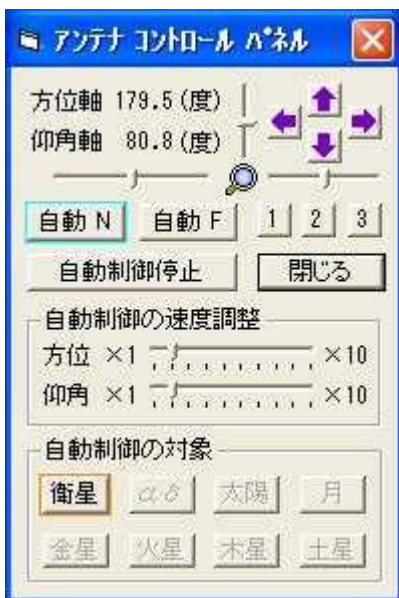 アンテナ コントロール パネル
方位軸 179.5(度)
仰角軸 80.8(度)
自動 N 自動 F 1 2 3
自動制御停止 閉じる
自動制御の速度調整
方位 ×1 ×10
仰角 ×1 ×10
自動制御の対象
衛星 αδ 太陽 月
金星 火星 木星 土星